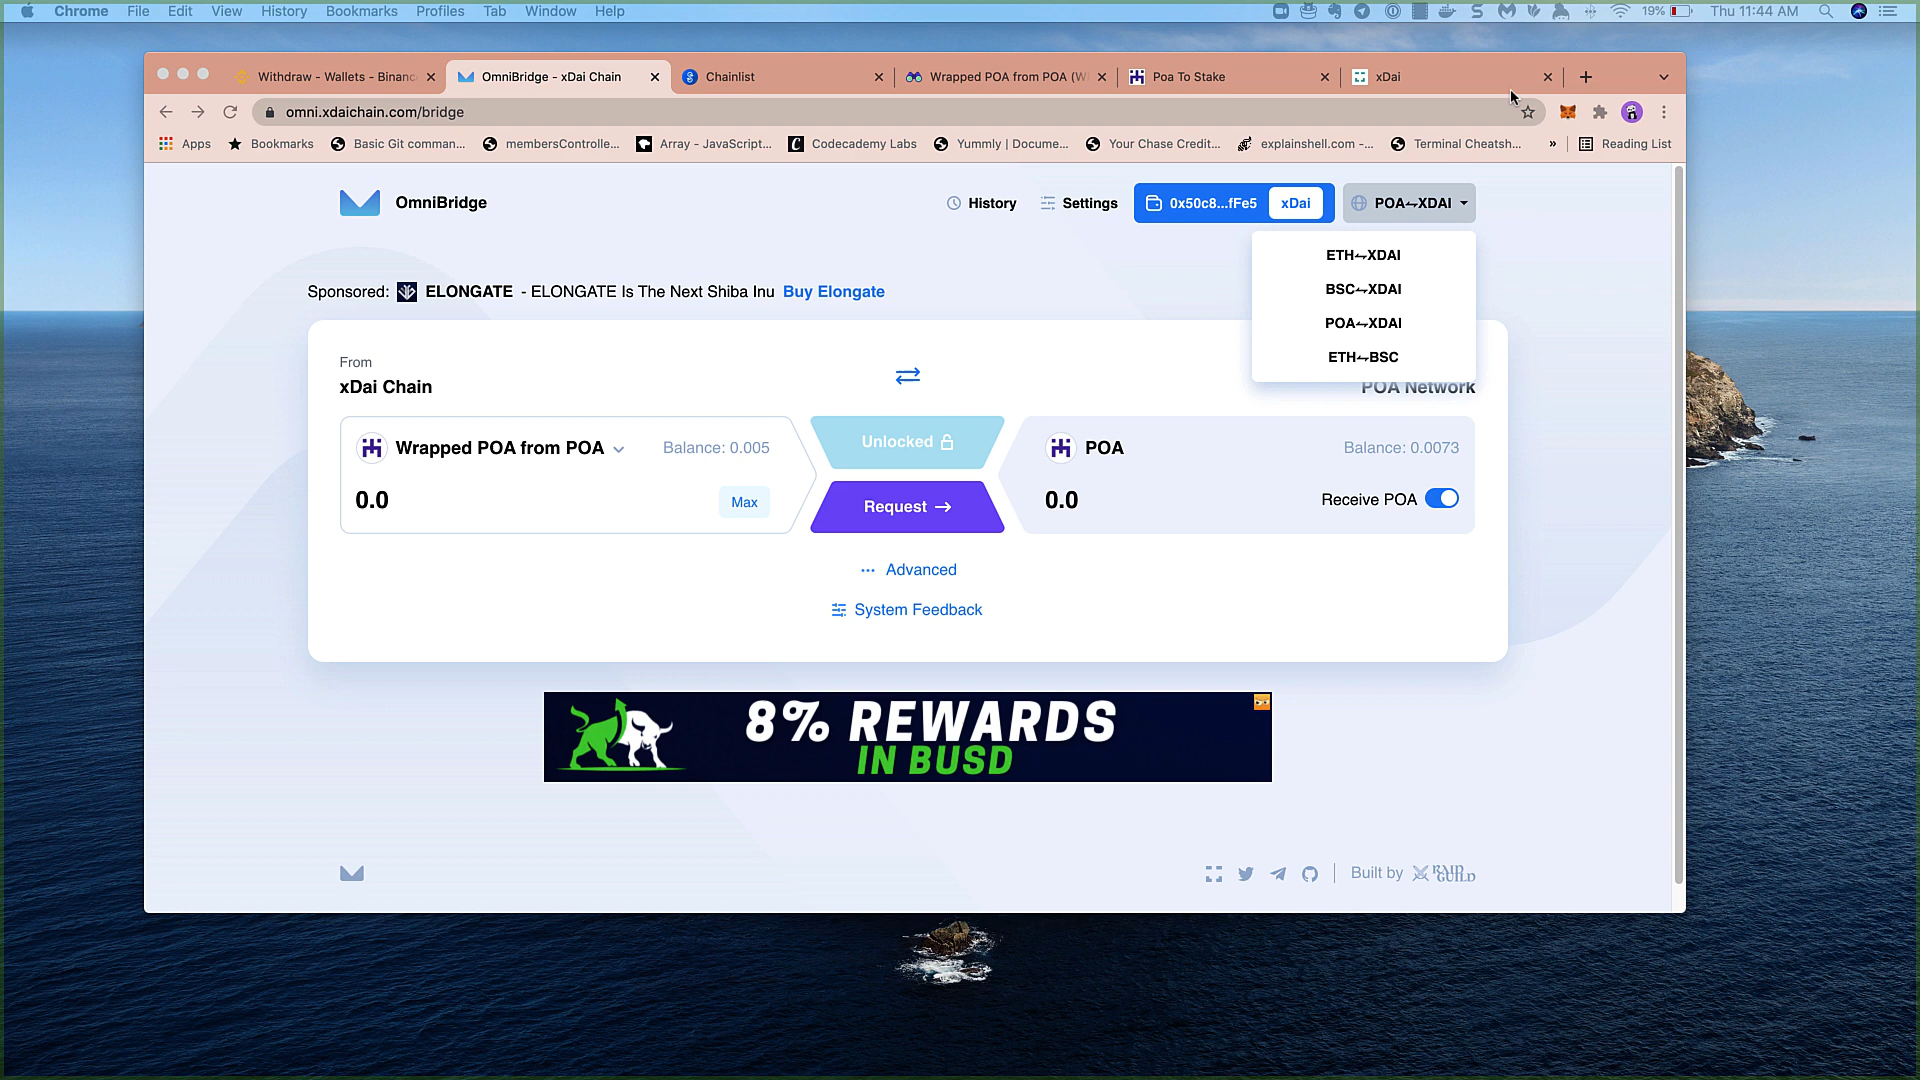 Chrome File Edit View History Bookmarks Profiles Tab Window Help 19% Thu 11:44 AM
Withdraw - Wallets - Binanc OmniBridge - xDai Chain Chainlist Wrapped POA from POA (W Poa To Stake xDai
omni.xdaichain.com/bridge
Apps Bookmarks Basic Git comman... membersControlle... Array - JavaScript... Codecademy Labs Yummly | Docume... Your Chase Credit... explainshell.com -... Terminal Cheatsh... » Reading List
OmniBridge History Settings 0x50c8...fFe5 xDai POA⇋XDAI
ETH⇋XDAI
BSC⇋XDAI
POA⇋XDAI
ETH⇋BSC
Sponsored: ELONGATE - ELONGATE Is The Next Shiba Inu Buy Elongate
From
xDai Chain POA Network
Wrapped POA from POA Balance: 0.005 Unlocked POA Balance: 0.0073
0.0 Max Request → 0.0 Receive POA
Advanced
System Feedback
8% REWARDS
IN BUSD
Built by RAID GUILD